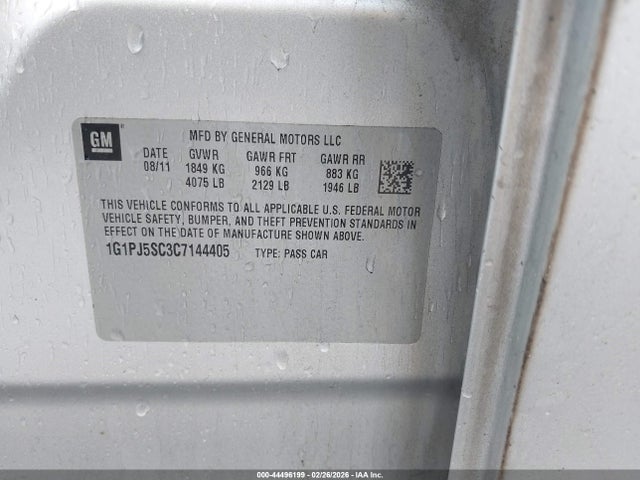 GM
MFD BY GENERAL MOTORS LLC
DATE GVWR GAWR FRT GAWR RR
08/11 1849 KG 966 KG 883 KG
4075 LB 2129 LB 1946 LB
THIS VEHICLE CONFORMS TO ALL APPLICABLE U.S. FEDERAL MOTOR
VEHICLE SAFETY, BUMPER, AND THEFT PREVENTION STANDARDS IN
EFFECT ON THE DATE OF MANUFACTURE SHOWN ABOVE.
1G1PJ5SC3C7144405 TYPE: PASS CAR
000-44496199 - 02/26/2026 - IAA Inc.